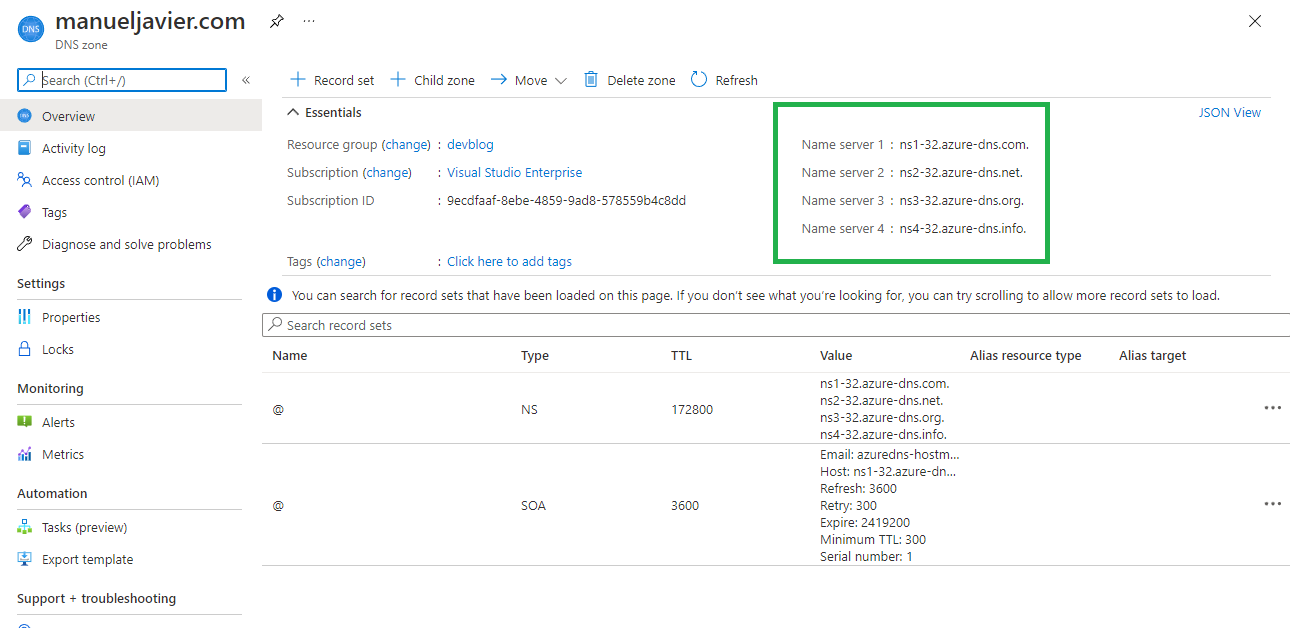 DNS
manueljavier.com
...
DNS zone
Search (Ctrl+/)
«
Overview
Activity log
Access control (IAM)
Tags
Diagnose and solve problems
Settings
Properties
Locks
Monitoring
Alerts
Metrics
Automation
Tasks (preview)
Export template
Support + troubleshooting
Record set
Child zone
Move
Delete zone
Refresh
Essentials
JSON View
Resource group (change) : devblog
Subscription (change) : Visual Studio Enterprise
Subscription ID : 9ecdfaaf-8ebe-4859-9ad8-578559b4c8dd
Name server 1 : ns1-32.azure-dns.com.
Name server 2 : ns2-32.azure-dns.net.
Name server 3 : ns3-32.azure-dns.org.
Name server 4 : ns4-32.azure-dns.info.
Tags (change) : Click here to add tags
You can search for record sets that have been loaded on this page. If you don't see what you're looking for, you can try scrolling to allow more record sets to load.
Search record sets
Name Type TTL Value Alias resource type Alias target
@ NS 172800
ns1-32.azure-dns.com.
ns2-32.azure-dns.net.
ns3-32.azure-dns.org.
ns4-32.azure-dns.info.
...
@ SOA 3600
Email: azuredns-hostm...
Host: ns1-32.azure-dn...
Refresh: 3600
Retry: 300
Expire: 2419200
Minimum TTL: 300
Serial number: 1
...